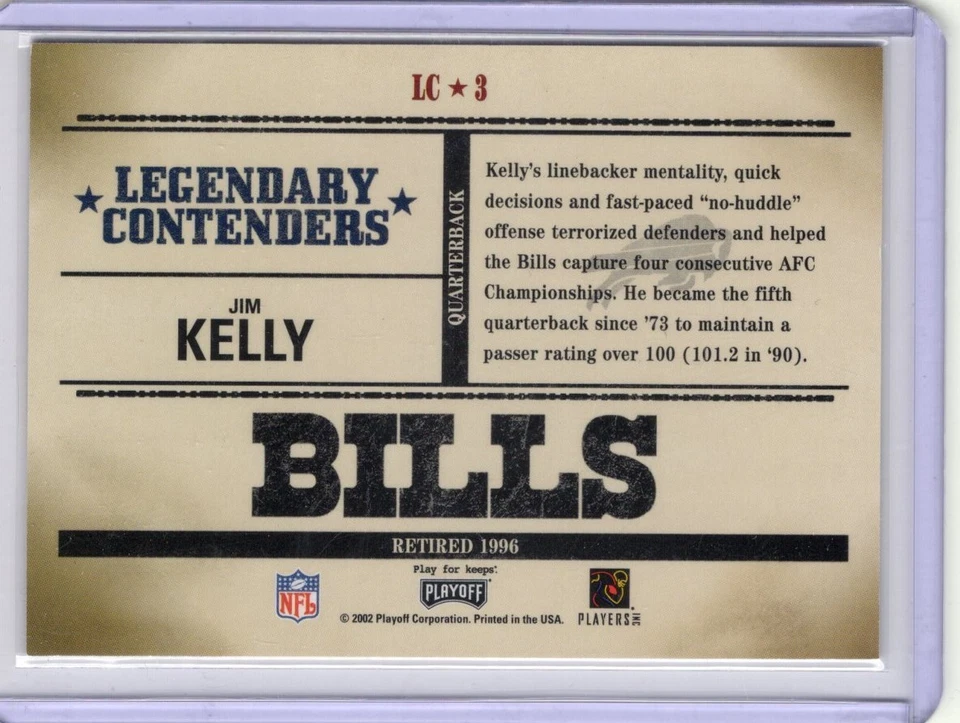 LC ★ 3
LEGENDARY
CONTENDERS
JIM
KELLY
QUARTERBACK
Kelly's linebacker mentality, quick
decisions and fast-paced "no-huddle"
offense terrorized defenders and helped
the Bills capture four consecutive AFC
Championships. He became the fifth
quarterback since '73 to maintain a
passer rating over 100 (101.2 in ‘90).
BILLS
RETIRED 1996
NFL
Play for keeps.
PLAYOFF
© 2002 Playoff Corporation. Printed in the USA.
PLAYERS INC